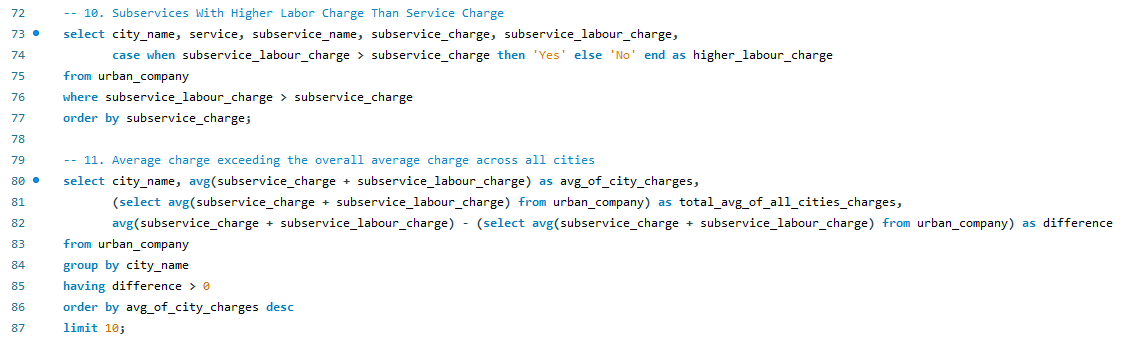 72 -- 10. Subservices With Higher Labor Charge Than Service Charge
73 select city_name, service, subservice_name, subservice_charge, subservice_labour_charge,
74 case when subservice_labour_charge > subservice_charge then 'Yes' else 'No' end as higher_labour_charge
75 from urban_company
76 where subservice_labour_charge > subservice_charge
77 order by subservice_charge;
78
79 -- 11. Average charge exceeding the overall average charge across all cities
80 select city_name, avg(subservice_charge + subservice_labour_charge) as avg_of_city_charges,
81 (select avg(subservice_charge + subservice_labour_charge) from urban_company) as total_avg_of_all_cities_charges,
82 avg(subservice_charge + subservice_labour_charge) - (select avg(subservice_charge + subservice_labour_charge) from urban_company) as difference
83 from urban_company
84 group by city_name
85 having difference > 0
86 order by avg_of_city_charges desc
87 limit 10;